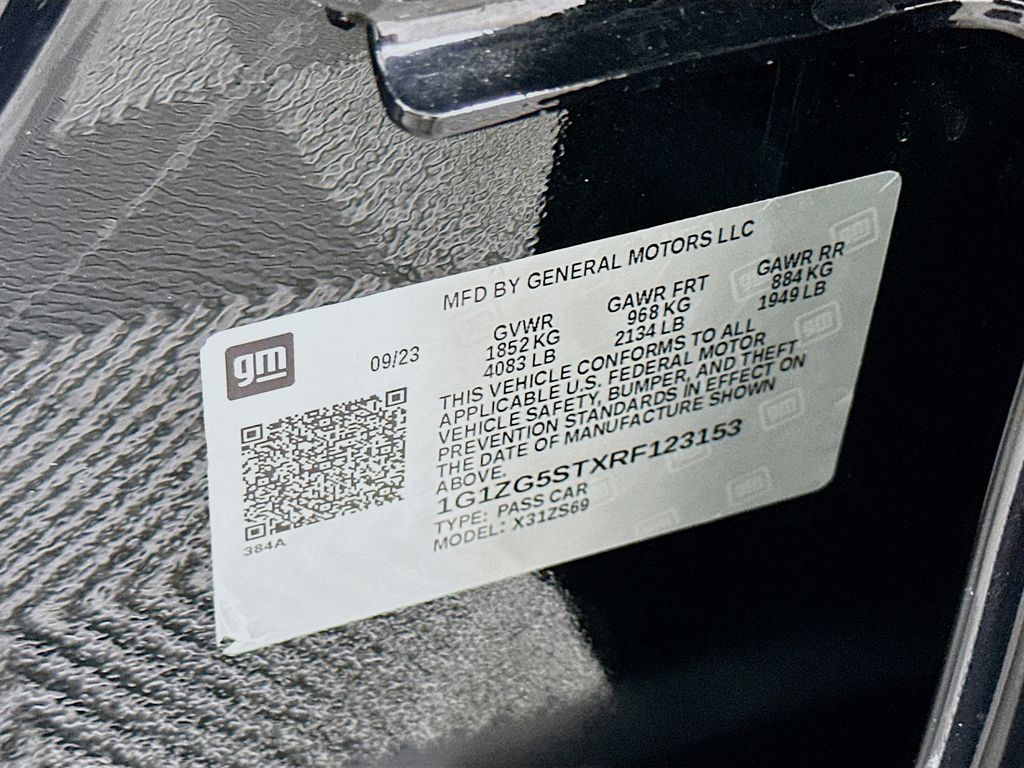 MFD BY GENERAL MOTORS LLC
gm
09/23
GVWR GAWR FRT GAWR RR
1852 KG 968 KG 884 KG
4083 LB 2134 LB 1949 LB
THIS VEHICLE CONFORMS TO ALL
APPLICABLE U.S. FEDERAL MOTOR
VEHICLE SAFETY, BUMPER, AND THEFT
PREVENTION STANDARDS IN EFFECT ON
THE DATE OF MANUFACTURE SHOWN
ABOVE.
1G1ZG5STXRF123153
TYPE: PASS CAR
MODEL: X31ZS69
384A